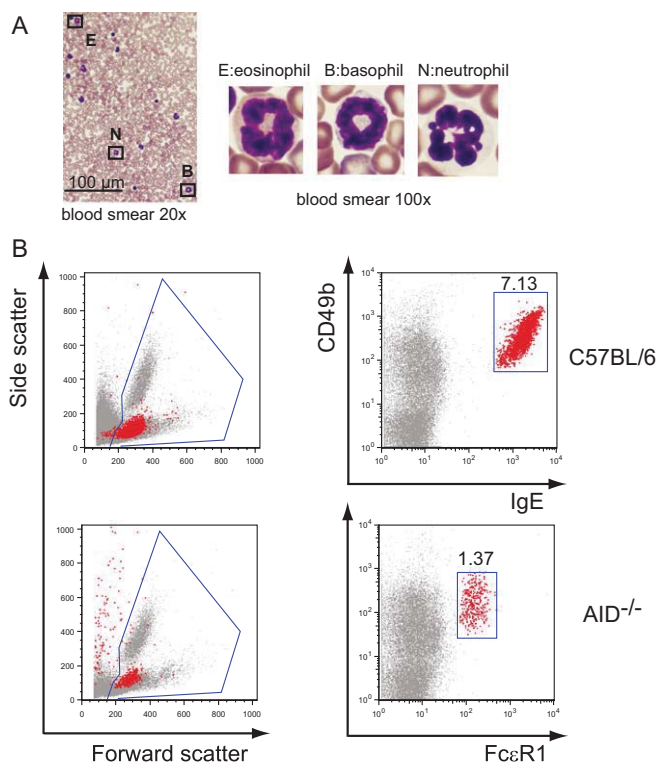 A
E
N
B
100 µm
blood smear 20x
E:eosinophil B:basophil N:neutrophil
blood smear 100x
B
Side scatter
1000
800
600
400
200
0
0 200 400 600 800 1000
CD49b
10⁴
10³
10²
10¹
10⁰
7.13
10⁰ 10¹ 10² 10³ 10⁴
IgE
C57BL/6
1000
800
600
400
200
0
0 200 400 600 800 1000
Forward scatter
10⁴
10³
10²
10¹
10⁰
1.37
10⁰ 10¹ 10² 10³ 10⁴
FcεR1
AID⁻/⁻